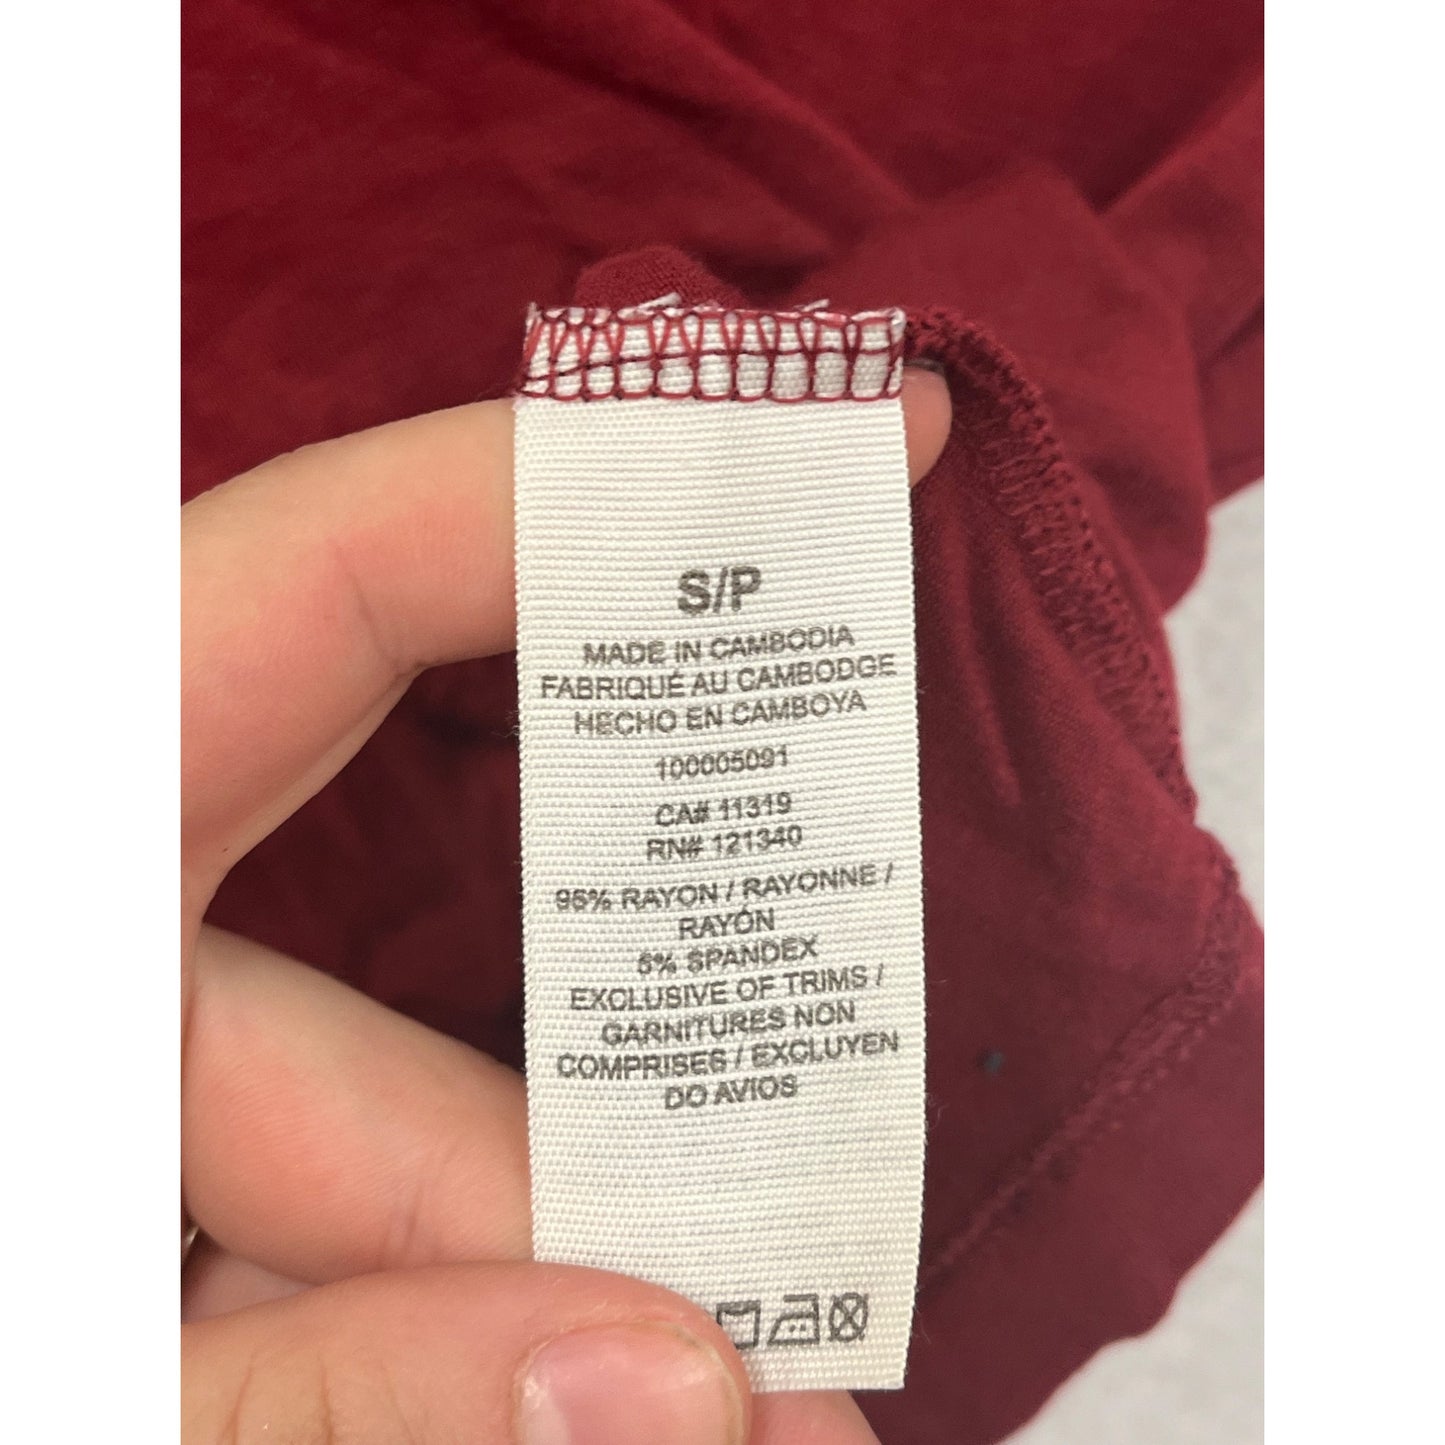 S/P
MADE IN CAMBODIA
FABRIQUÉ AU CAMBODGE
HECHO EN CAMBOYA
100005091
CA# 11319
RN# 121340
95% RAYON / RAYONNE /
RAYÓN
5% SPANDEX
EXCLUSIVE OF TRIMS /
GARNITURES NON
COMPRISES / EXCLUYEN
DO AVIOS